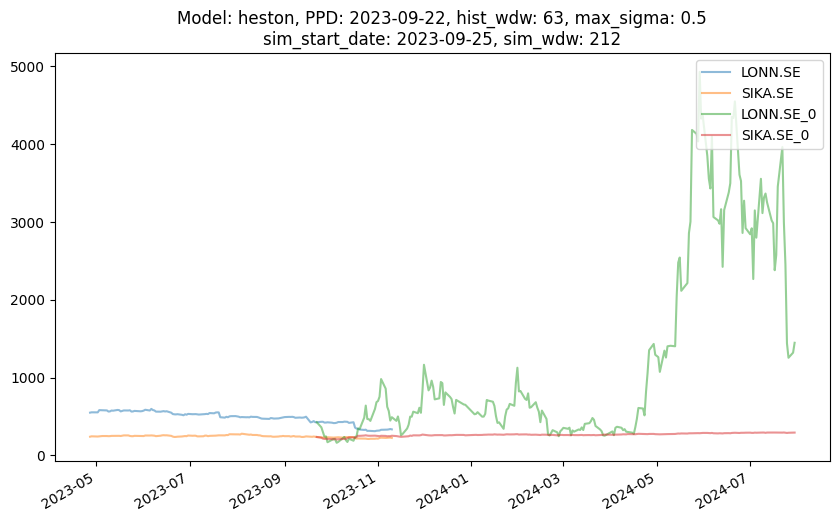 Model: heston, PPD: 2023-09-22, hist_wdw: 63, max_sigma: 0.5
sim_start_date: 2023-09-25, sim_wdw: 212
5000
4000
3000
2000
1000
0
LONN.SE
SIKA.SE
LONN.SE_0
SIKA.SE_0
2023-05
2023-07
2023-09
2023-11
2024-01
2024-03
2024-05
2024-07